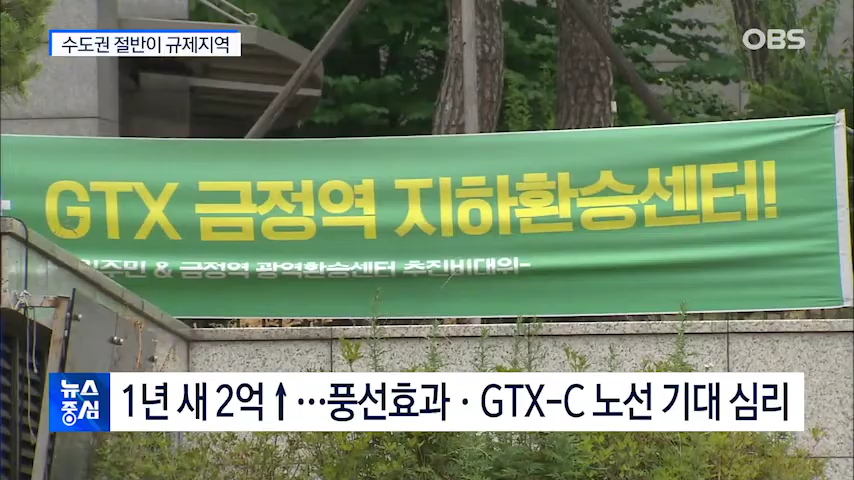 수도권 절반이 규제지역
OBS
GTX 금정역 지하환승센터!
주민 & 금정역 광역환승센터 추진비대위-
뉴스
중심
1년 새 2억↑…풍선효과·GTX-C 노선 기대 심리